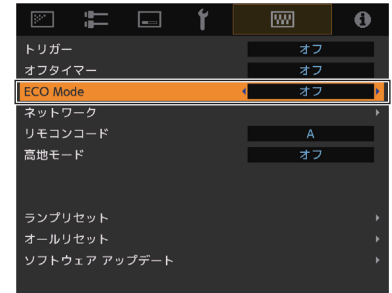 トリガー オフ
オフタイマー オフ
ECO Mode オフ
ネットワーク
リモコンコード A
高地モード オフ
ランプリセット
オールリセット
ソフトウェア アップデート